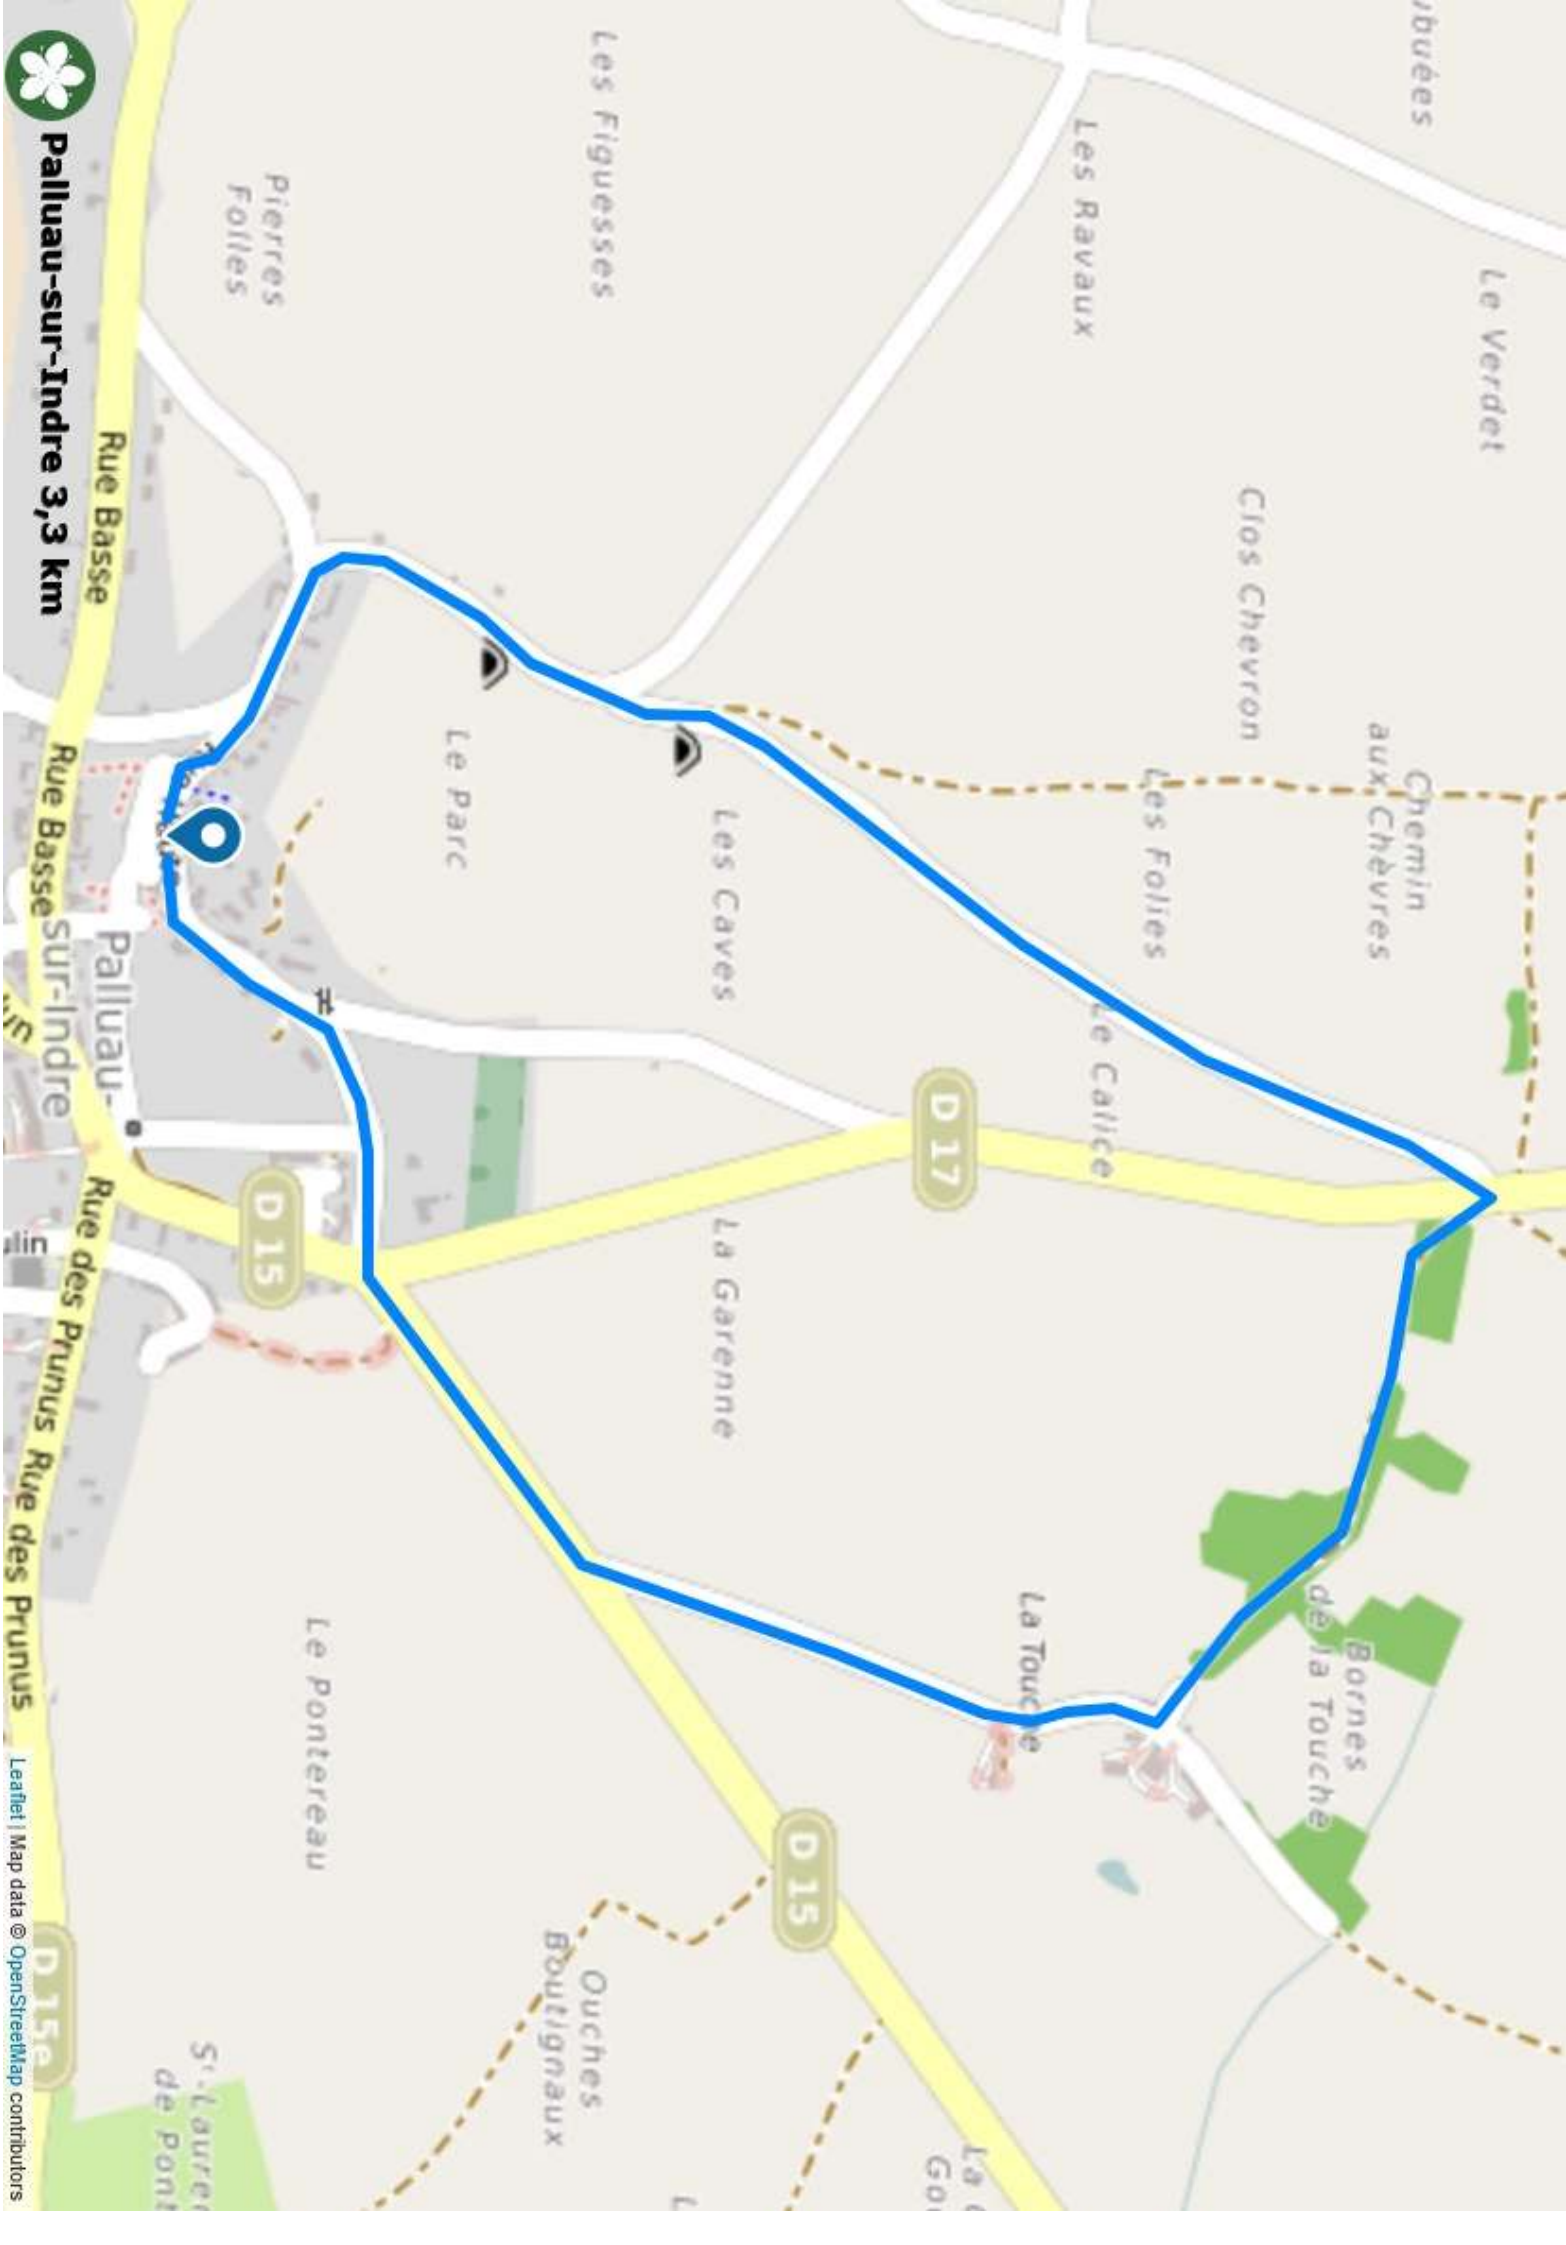 buées
Le Verdet
Chemin
aux Chèvres
Bornes
de la Touche
Clos Chevron
Les Folies
Le Calice
Les Ravaux
La Touche
D 17
D 15
Les Caves
La Garenne
Les Figuesses
Ouches
Boutignaux
Le Parc
Le Pontereau
Pierres
Folles
D 15
Palluau-
sur-Indre
Rue Basse
Rue Basse
Rue des Prunus
Rue des Prunus
D 15e
de Pont
Palluau-sur-Indre 3,3 km
Leaflet | Map data © OpenStreetMap contributors